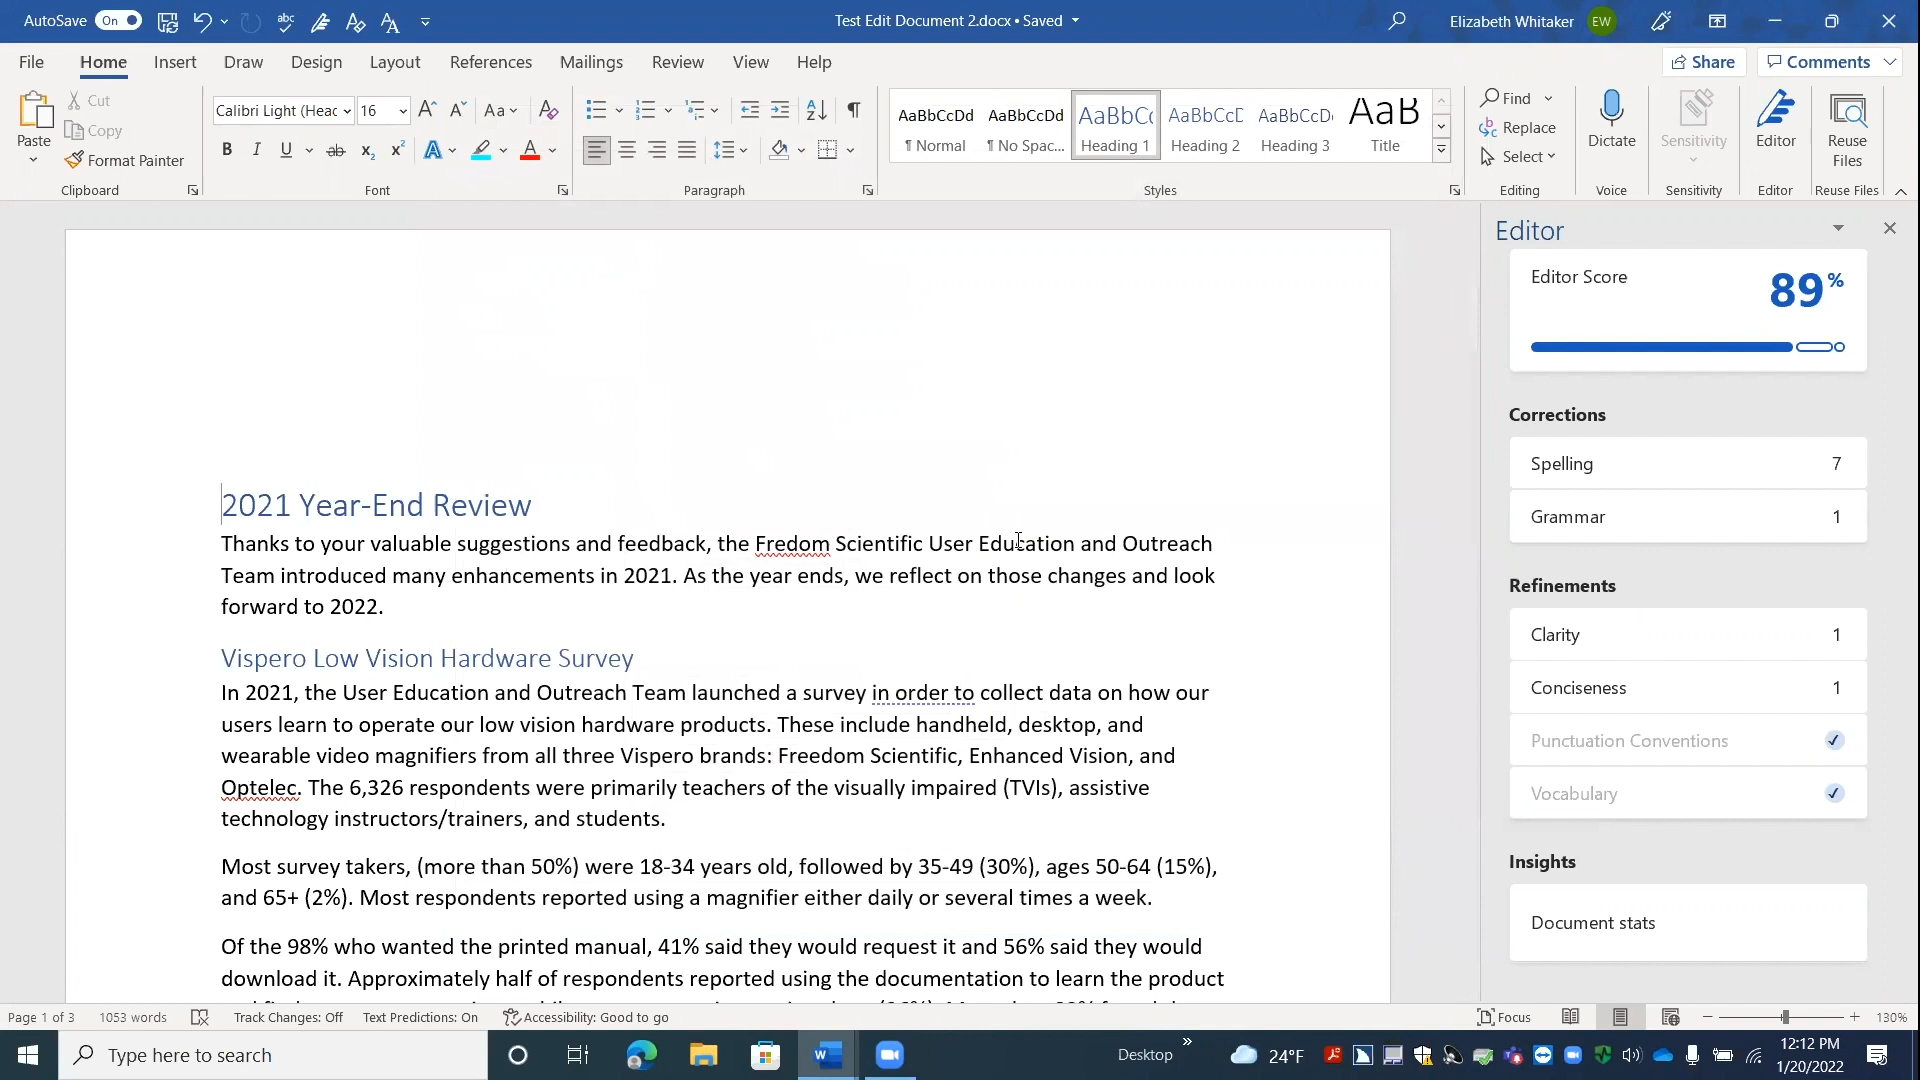 AutoSave On
Test Edit Document 2.docx • Saved
Elizabeth Whitaker EW
File Home Insert Draw Design Layout References Mailings Review View Help
Share Comments
Paste
Cut
Copy
Format Painter
Clipboard
Calibri Light (Head 16
Font
Paragraph
AaBbCcDd AaBbCcDd AaBbC AaBbCcD AaBbCcD AaB
¶ Normal ¶ No Spac... Heading 1 Heading 2 Heading 3 Title
Styles
Find
Replace
Select
Editing
Dictate
Voice
Sensitivity
Sensitivity
Editor
Editor
Reuse
Files
Reuse Files
2021 Year-End Review
Thanks to your valuable suggestions and feedback, the Fredom Scientific User Education and Outreach
Team introduced many enhancements in 2021. As the year ends, we reflect on those changes and look
forward to 2022.
Vispero Low Vision Hardware Survey
In 2021, the User Education and Outreach Team launched a survey in order to collect data on how our
users learn to operate our low vision hardware products. These include handheld, desktop, and
wearable video magnifiers from all three Vispero brands: Freedom Scientific, Enhanced Vision, and
Optelec. The 6,326 respondents were primarily teachers of the visually impaired (TVIs), assistive
technology instructors/trainers, and students.
Most survey takers, (more than 50%) were 18-34 years old, followed by 35-49 (30%), ages 50-64 (15%),
and 65+ (2%). Most respondents reported using a magnifier either daily or several times a week.
Of the 98% who wanted the printed manual, 41% said they would request it and 56% said they would
download it. Approximately half of respondents reported using the documentation to learn the product
Editor
Editor Score 89%
Corrections
Spelling 7
Grammar 1
Refinements
Clarity 1
Conciseness 1
Punctuation Conventions
Vocabulary
Insights
Document stats
Page 1 of 3 1053 words Track Changes: Off Text Predictions: On Accessibility: Good to go
Focus 130%
Type here to search
Desktop 24°F
12:12 PM
1/20/2022